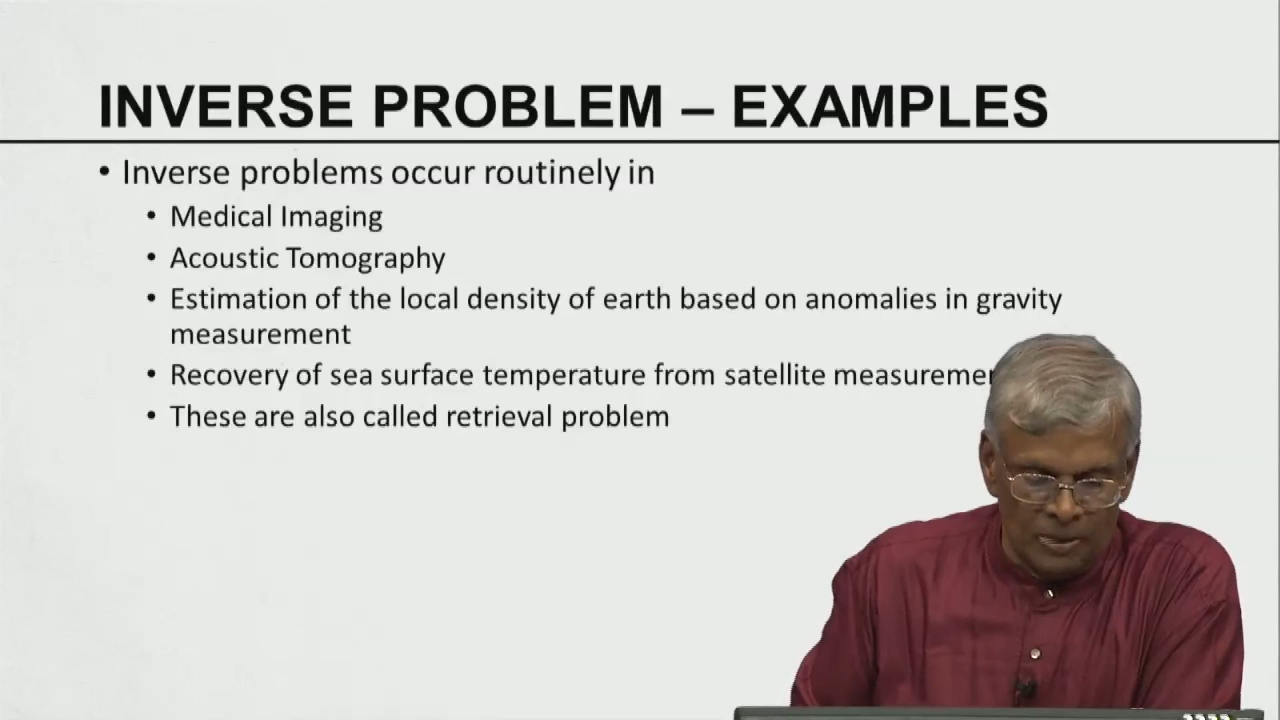 INVERSE PROBLEM – EXAMPLES
• Inverse problems occur routinely in
• Medical Imaging
• Acoustic Tomography
• Estimation of the local density of earth based on anomalies in gravity
measurement
• Recovery of sea surface temperature from satellite
• These are also called retrieval problem